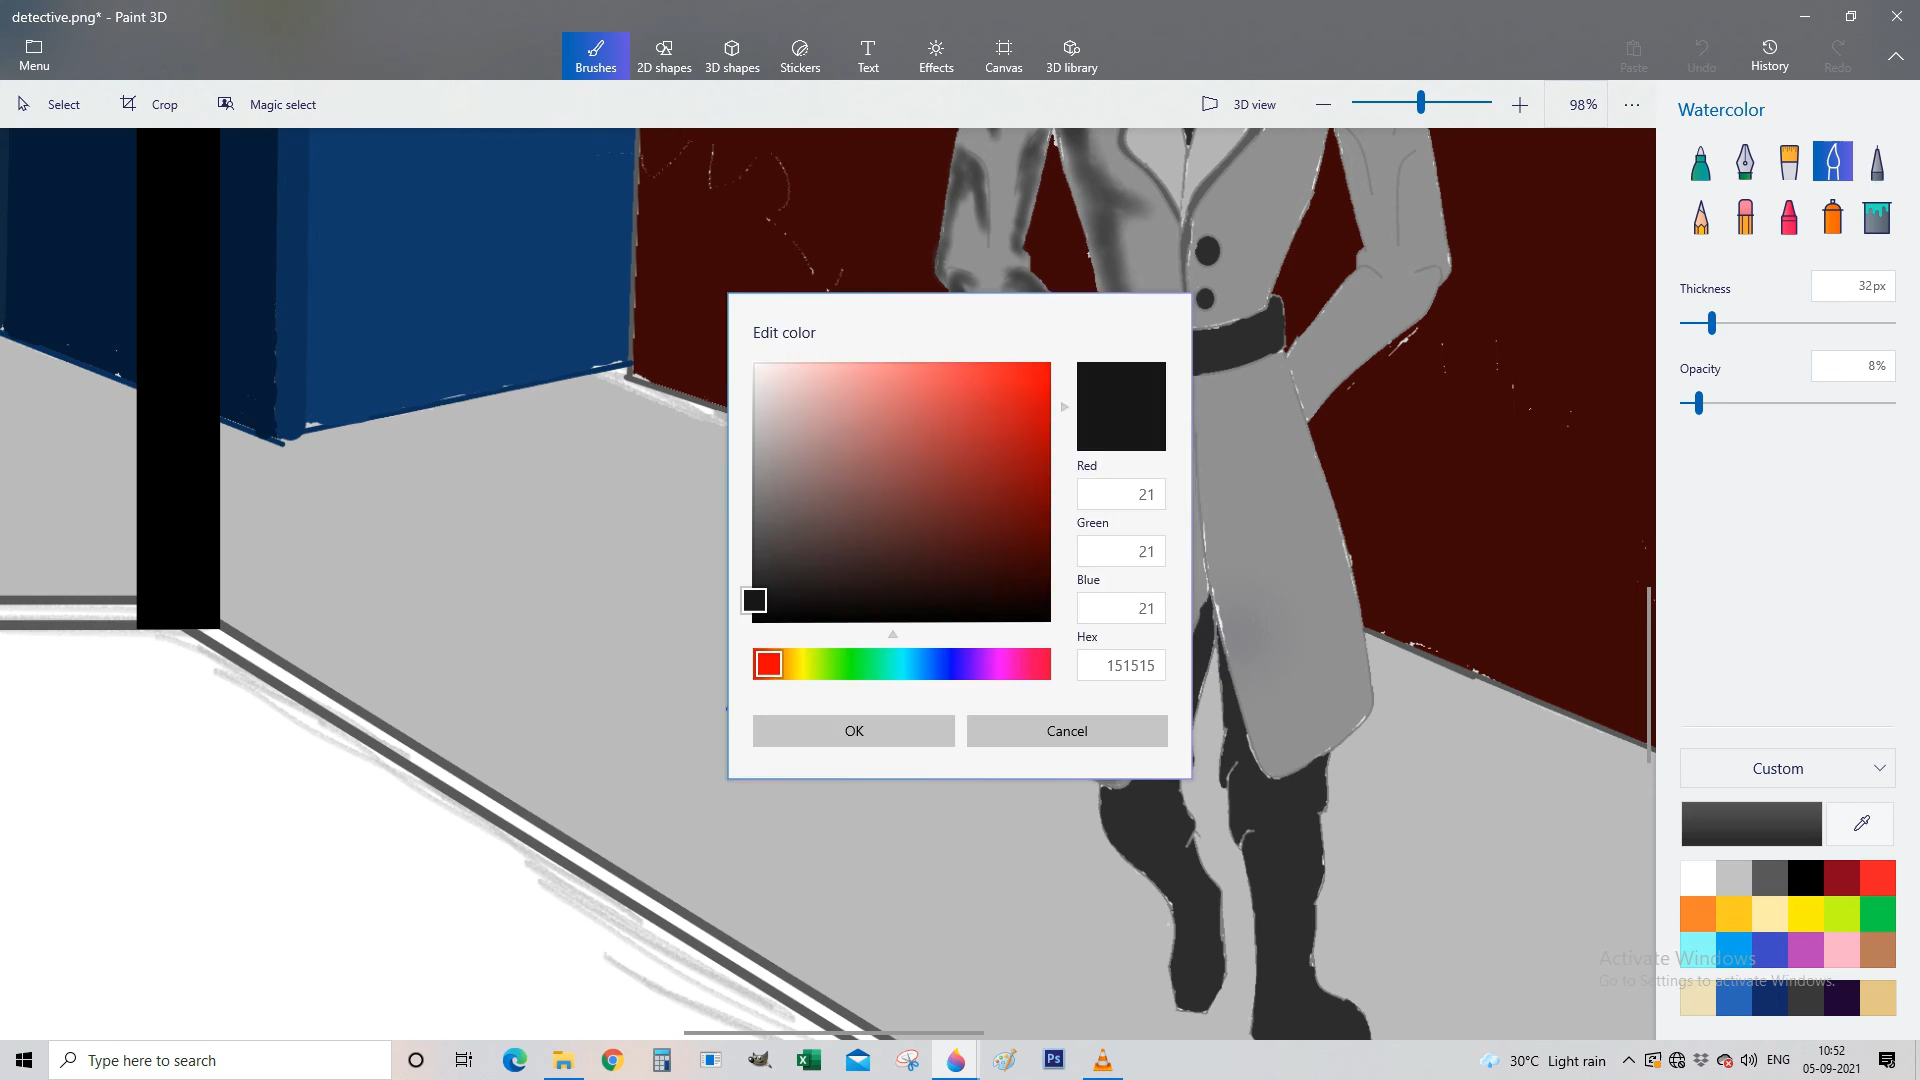 detective.png* - Paint 3D
Menu
Brushes
2D shapes
3D shapes
Stickers
Text
Effects
Canvas
3D library
Paste
Undo
History
Redo
Select
Crop
Magic select
3D view
98%
Watercolor
Thickness
32px
Opacity
8%
Edit color
Red
21
Green
21
Blue
21
Hex
151515
OK
Cancel
Custom
Activate Windows
Go to Settings to activate Windows.
Type here to search
Ps
30°C Light rain
ENG
10:52
05-09-2021